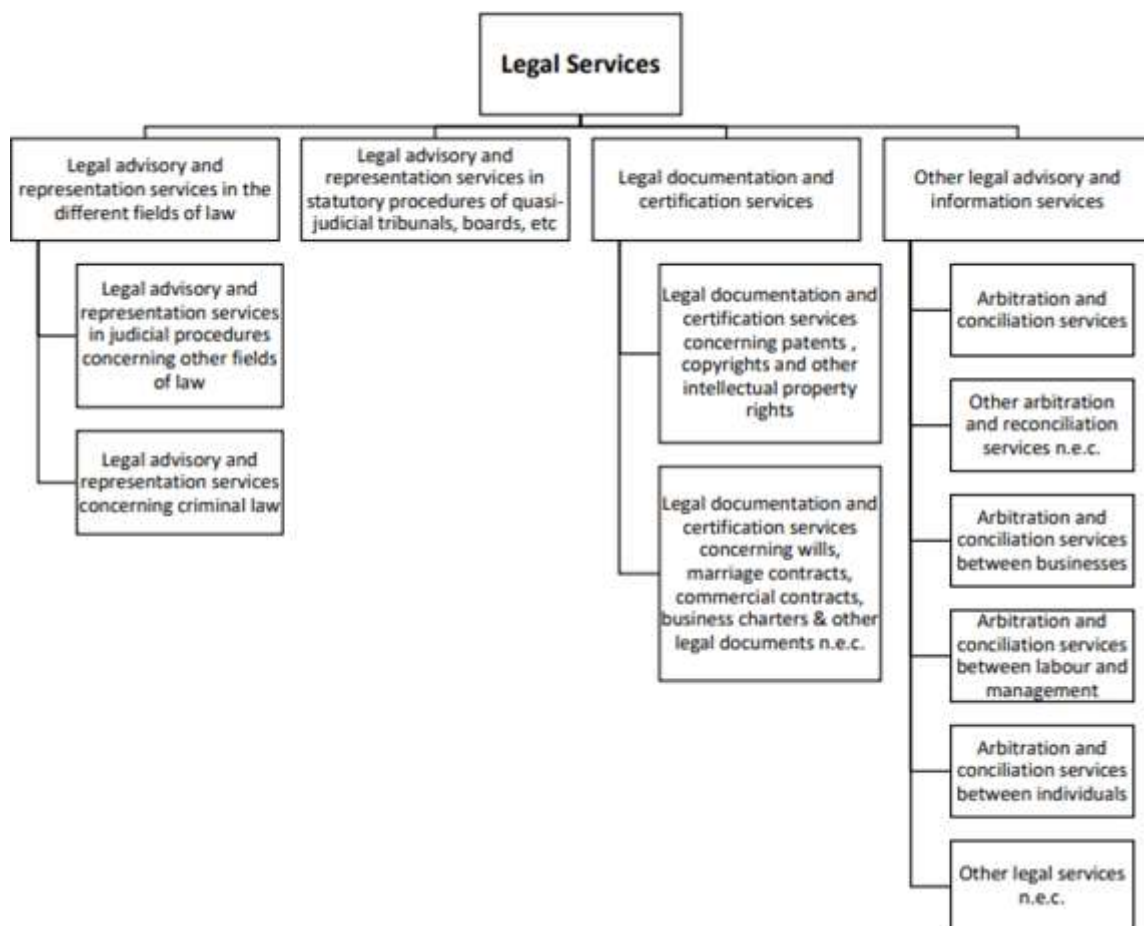 Legal Services
Legal advisory and
representation services in the
different fields of law
Legal advisory and
representation services in
statutory procedures of quasi-
judicial tribunals, boards, etc
Legal documentation and
certification services
Other legal advisory and
information services
Legal advisory and
representation services
in judicial procedures
concerning other fields
of law
Legal advisory and
representation services
concerning criminal law
Legal documentation and
certification services
concerning patents ,
copyrights and other
intellectual property
rights
Legal documentation and
certification services
concerning wills,
marriage contracts,
commercial contracts,
business charters & other
legal documents n.e.c.
Arbitration and
conciliation services
Other arbitration
and reconciliation
services n.e.c.
Arbitration and
conciliation services
between businesses
Arbitration and
conciliation services
between labour and
management
Arbitration and
conciliation services
between individuals
Other legal services
n.e.c.